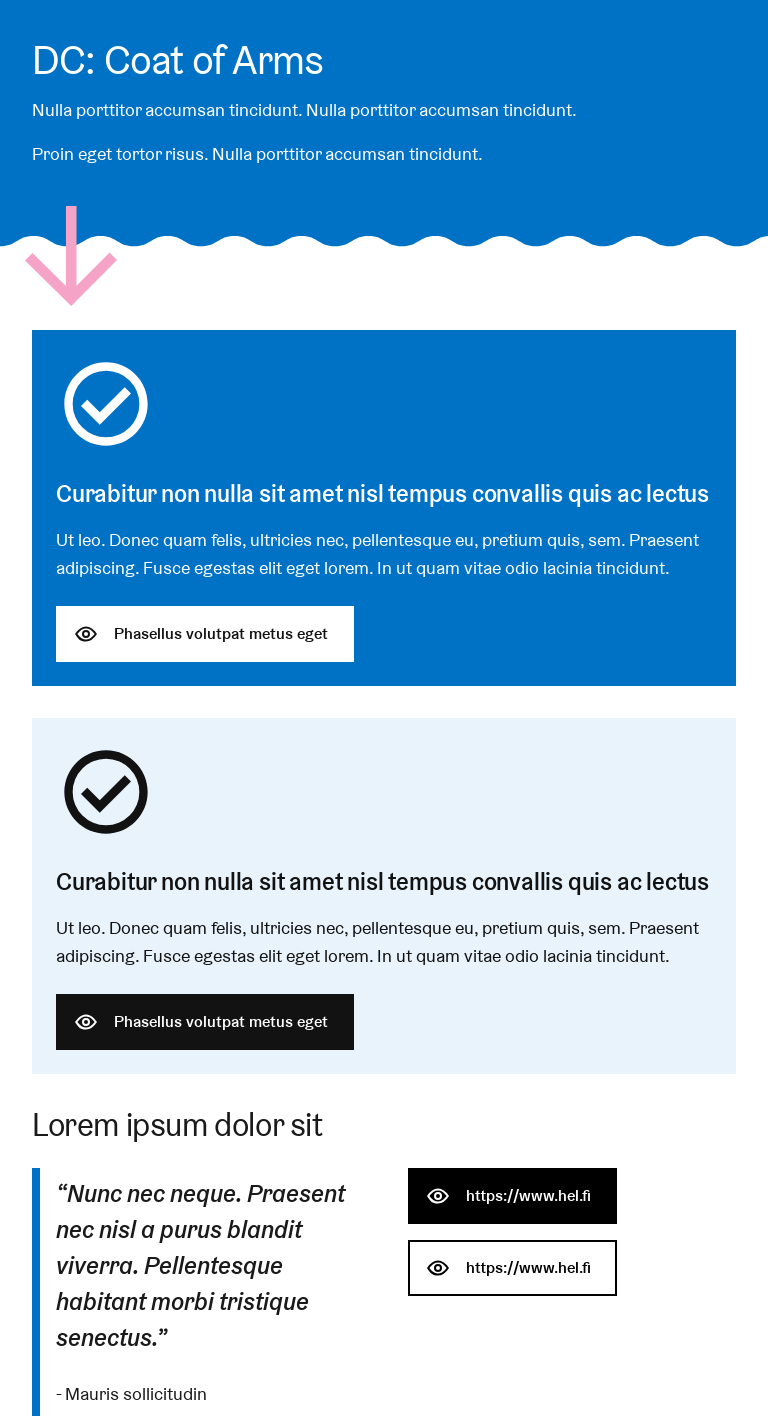 DC: Coat of Arms
Nulla porttitor accumsan tincidunt. Nulla porttitor accumsan tincidunt.
Proin eget tortor risus. Nulla porttitor accumsan tincidunt.
Curabitur non nulla sit amet nisl tempus convallis quis ac lectus
Ut leo. Donec quam felis, ultricies nec, pellentesque eu, pretium quis, sem. Praesent
adipiscing. Fusce egestas elit eget lorem. In ut quam vitae odio lacinia tincidunt.
Phasellus volutpat metus eget
Curabitur non nulla sit amet nisl tempus convallis quis ac lectus
Ut leo. Donec quam felis, ultricies nec, pellentesque eu, pretium quis, sem. Praesent
adipiscing. Fusce egestas elit eget lorem. In ut quam vitae odio lacinia tincidunt.
Phasellus volutpat metus eget
Lorem ipsum dolor sit
“Nunc nec neque. Praesent
nec nisl a purus blandit
viverra. Pellentesque
habitant morbi tristique
senectus.”
- Mauris sollicitudin
https://www.hel.fi
https://www.hel.fi